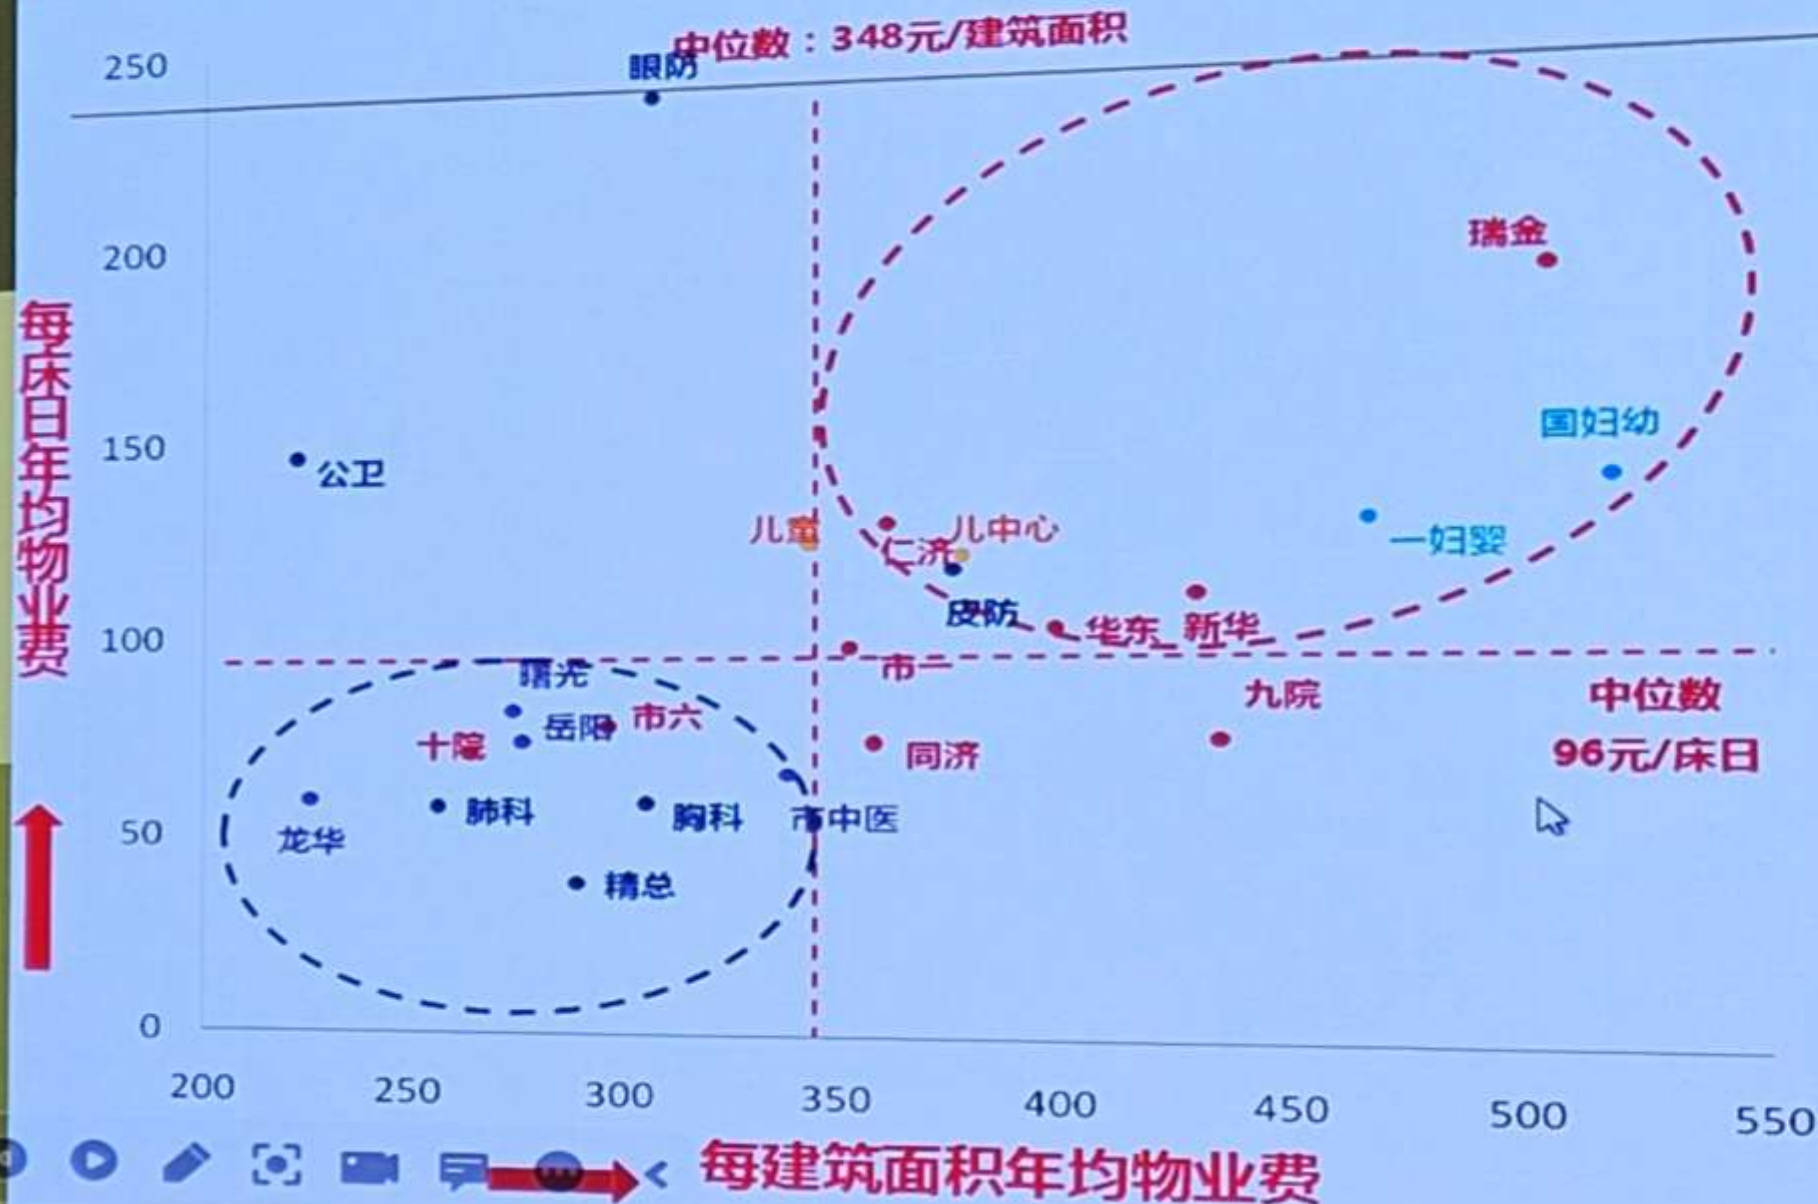 中位数：348元/建筑面积
眼防
250
瑞金
200
国妇幼
150
公卫
儿童
仁济
儿中心
一妇婴
皮防
华东
新华
100
市一
曙光
中位数
九院
市六
岳阳
十院
同济
96元/床日
肺科
胸科
市中医
50
龙华
精总
0
每床日年均物业费
200
250
300
350
400
450
500
550
每建筑面积年均物业费